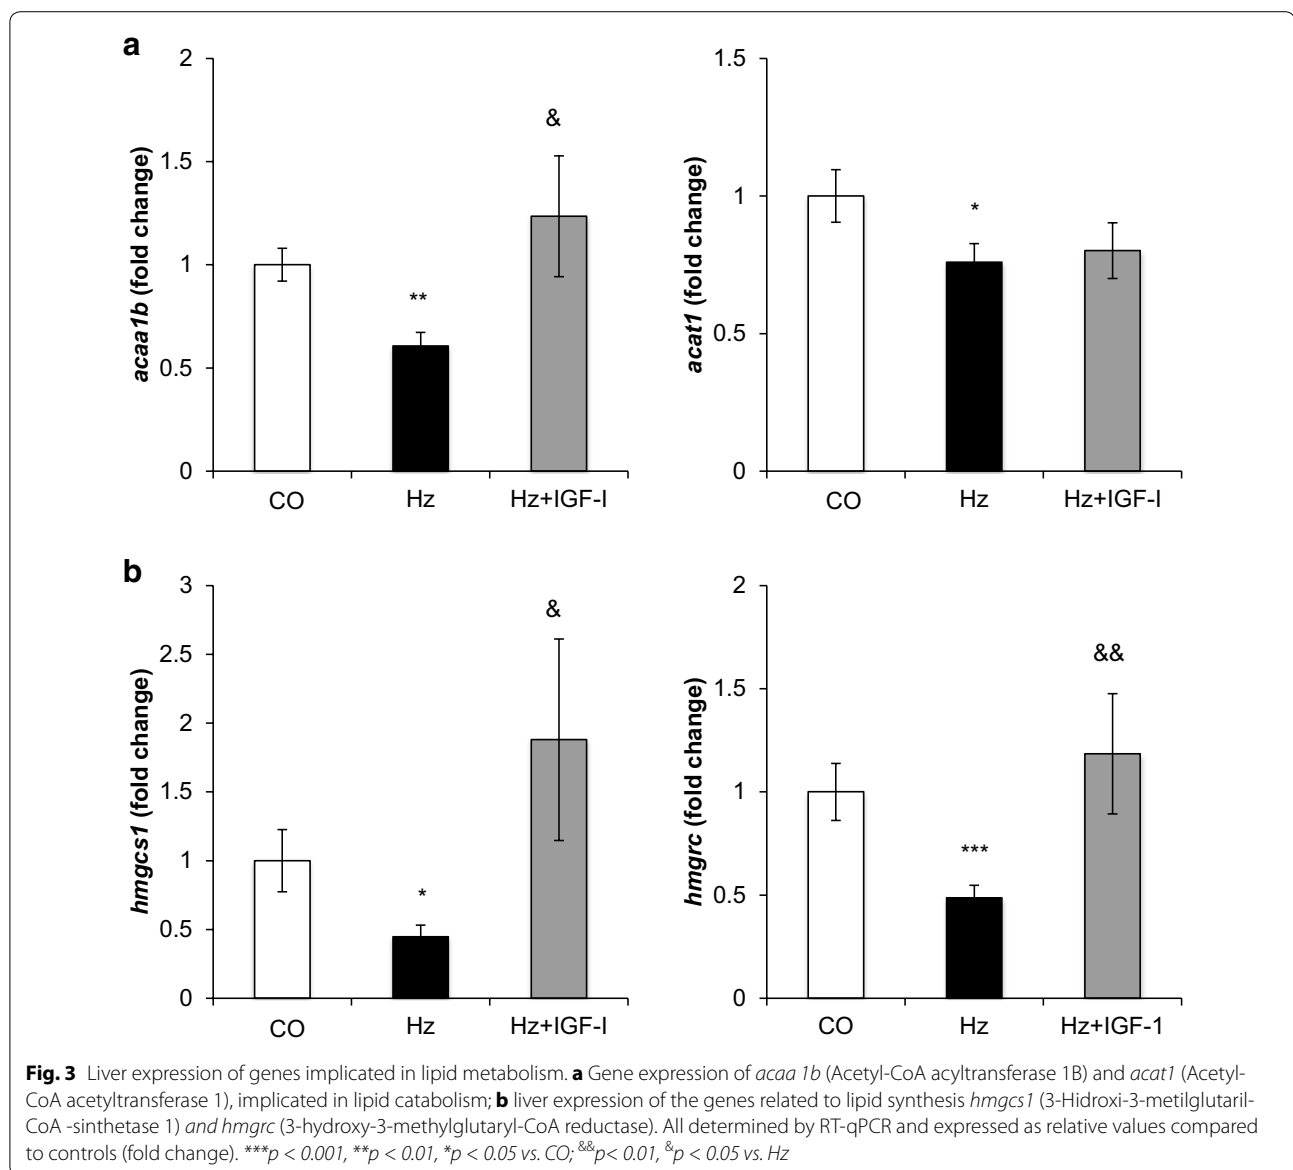 a
2
1.5
1
0.5
0
acaa1b (fold change)
&
**
CO
Hz
Hz+IGF-I
1.5
1
0.5
0
acat1 (fold change)
*
CO
Hz
Hz+IGF-I
b
3
2.5
2
1.5
1
0.5
0
hmgcs1 (fold change)
&
*
CO
Hz
Hz+IGF-I
2
1.5
1
0.5
0
hmgrc (fold change)
&&
***
CO
Hz
Hz+IGF-1
Fig. 3 Liver expression of genes implicated in lipid metabolism. a Gene expression of acaa 1b (Acetyl-CoA acyltransferase 1B) and acat1 (Acetyl-
CoA acetyltransferase 1), implicated in lipid catabolism; b liver expression of the genes related to lipid synthesis hmgcs1 (3-Hidroxi-3-metilglutaril-
CoA -sinthetase 1) and hmgrc (3-hydroxy-3-methylglutaryl-CoA reductase). All determined by RT-qPCR and expressed as relative values compared
to controls (fold change). ***p < 0.001, **p < 0.01, *p < 0.05 vs. CO; &&p< 0.01, &p < 0.05 vs. Hz